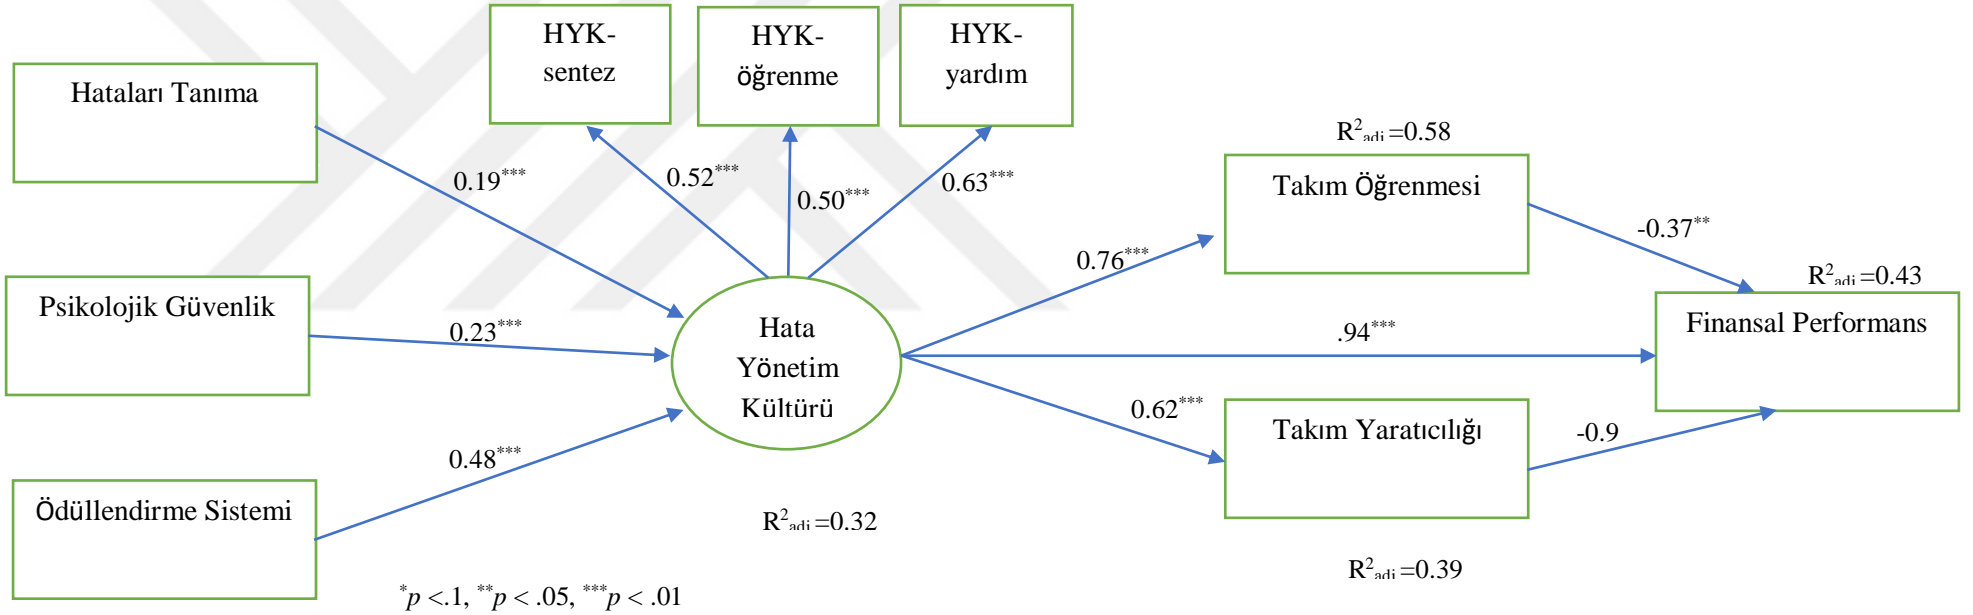 HYK-
sentez
HYK-
öğrenme
HYK-
yardım
Hataları Tanıma
R²adj=0.58
0.19***
0.52***
0.50***
0.63***
Takım Öğrenmesi
-0.37**
0.76***
R²adj=0.43
Psikolojik Güvenlik
0.23***
Hata
Yönetim
Kültürü
.94***
Finansal Performans
0.62***
Takım Yaratıcılığı
-0.9
0.48***
Ödüllendirme Sistemi
R²adj=0.32
R²adj=0.39
*p <.1, **p < .05, ***p < .01